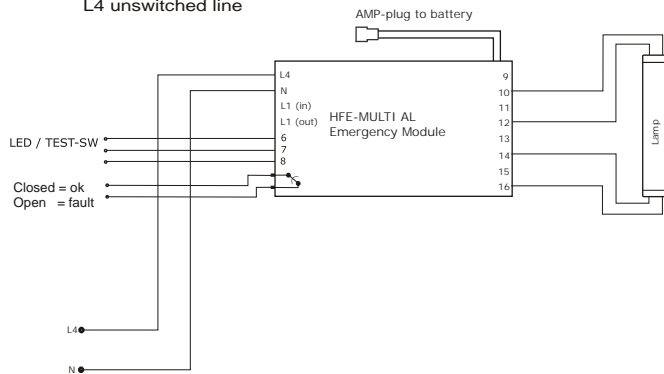 L4 unswitched line
AMP-plug to battery
L4
N
L1 (in)
L1 (out)
6
7
8
HFE-MULTI AL
Emergency Module
9
10
11
12
13
14
15
16
Lamp
LED / TEST-SW
Closed = ok
Open = fault
L4
N